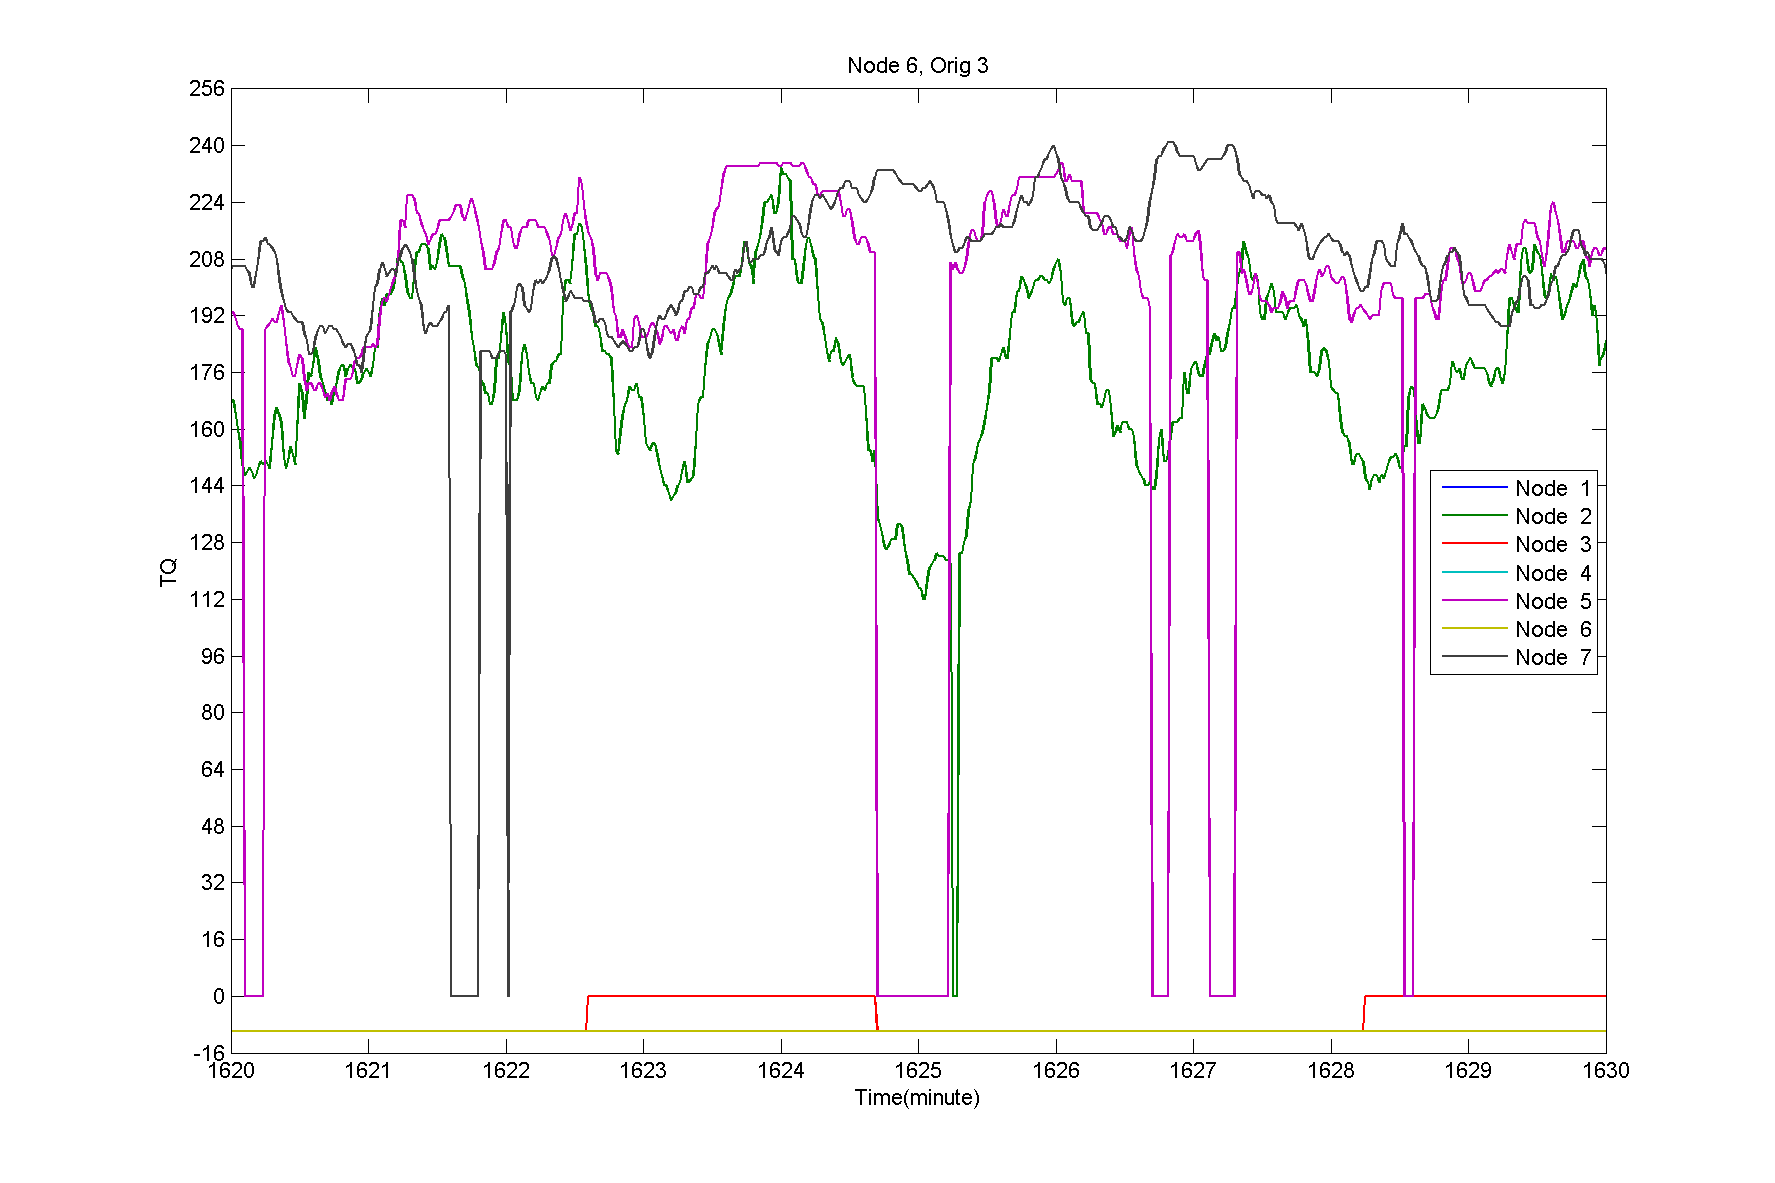 Node 6, Orig 3
256
240
224
208
192
176
160
144
128
112
96
80
64
48
32
16
0
-16
TQ
Node 1
Node 2
Node 3
Node 4
Node 5
Node 6
Node 7
1620 1621 1622 1623 1624 1625 1626 1627 1628 1629 1630
Time(minute)